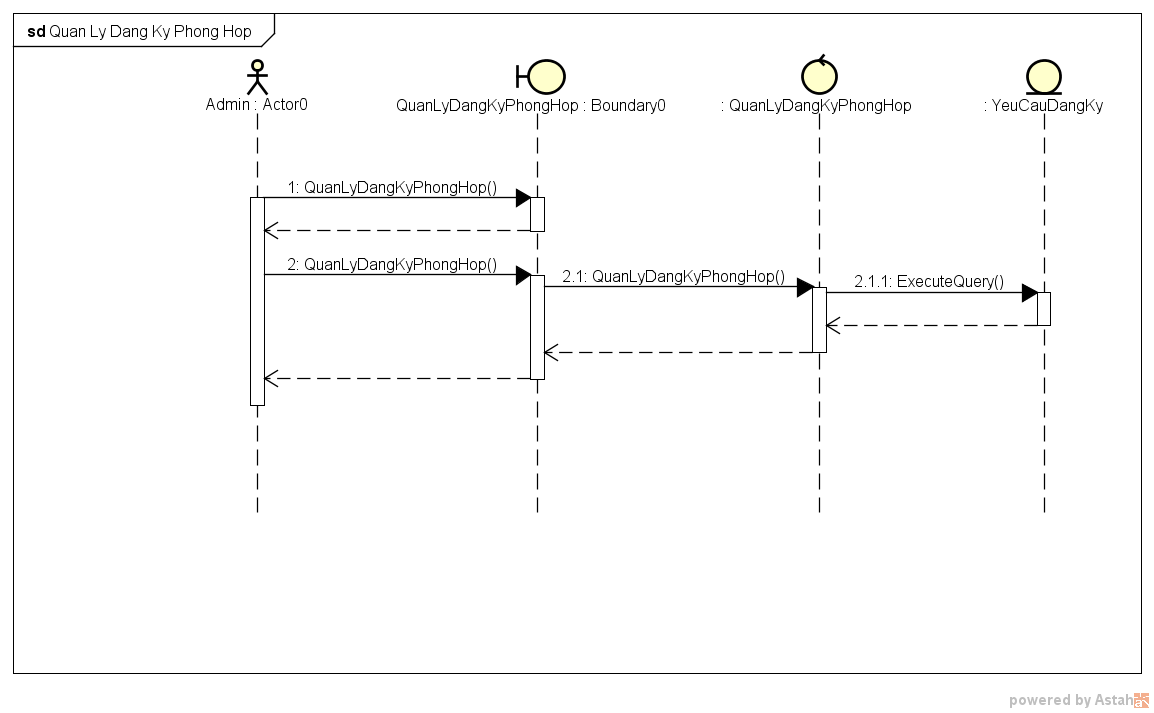 sd Quan Ly Dang Ky Phong Hop
Admin : Actor0
QuanLyDangKyPhongHop : Boundary0
: QuanLyDangKyPhongHop
: YeuCauDangKy
1: QuanLyDangKyPhongHop()
2: QuanLyDangKyPhongHop()
2.1: QuanLyDangKyPhongHop()
2.1.1: ExecuteQuery()
powered by Astah